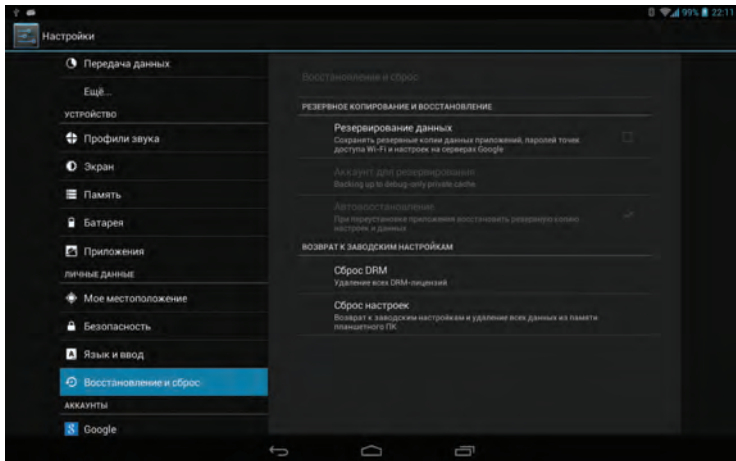 99% 22:11
Настройки
Передача данных
Ещё...
УСТРОЙСТВО
Профили звука
Экран
Память
Батарея
Приложения
ЛИЧНЫЕ ДАННЫЕ
Мое местоположение
Безопасность
A Язык и ввод
Восстановление и сброс
АККАУНТЫ
8 Google
Восстановление и сброс
РЕЗЕРВНОЕ КОПИРОВАНИЕ И ВОССТАНОВЛЕНИЕ
Резервирование данных
Сохранять резервные копии данных приложений, паролей точек
доступа Wi-Fi и настроек на серверах Google
Аккаунт для резервирования
Backing up to debug-only private cache
Автовосстановление
При переустановке приложения восстановить резервную копию
настроек и данных
ВОЗВРАТ К ЗАВОДСКИМ НАСТРОЙКАМ
Сброс DRM
Удаление всех DRM-лицензий
Сброс настроек
Возврат к заводским настройкам и удаление всех данных из памяти
планшетного ПК